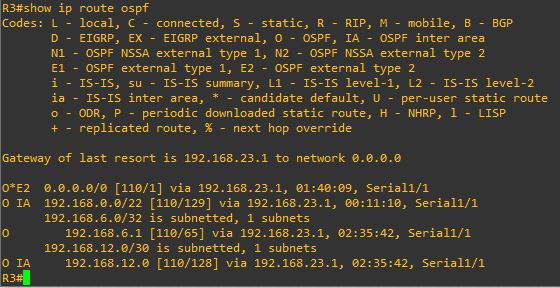 R3#show ip route ospf
Codes: L - local, C - connected, S - static, R - RIP, M - mobile, B - BGP
       D - EIGRP, EX - EIGRP external, O - OSPF, IA - OSPF inter area
       N1 - OSPF NSSA external type 1, N2 - OSPF NSSA external type 2
       E1 - OSPF external type 1, E2 - OSPF external type 2
       i - IS-IS, su - IS-IS summary, L1 - IS-IS level-1, L2 - IS-IS level-2
       ia - IS-IS inter area, * - candidate default, U - per-user static route
       o - ODR, P - periodic downloaded static route, H - NHRP, l - LISP
       + - replicated route, % - next hop override
Gateway of last resort is 192.168.23.1 to network 0.0.0.0
O*E2  0.0.0.0/0 [110/1] via 192.168.23.1, 01:40:09, Serial1/1
O IA  192.168.0.0/22 [110/129] via 192.168.23.1, 00:11:10, Serial1/1
      192.168.6.0/32 is subnetted, 1 subnets
O        192.168.6.1 [110/65] via 192.168.23.1, 02:35:42, Serial1/1
      192.168.12.0/30 is subnetted, 1 subnets
O IA     192.168.12.0 [110/128] via 192.168.23.1, 02:35:42, Serial1/1
R3#